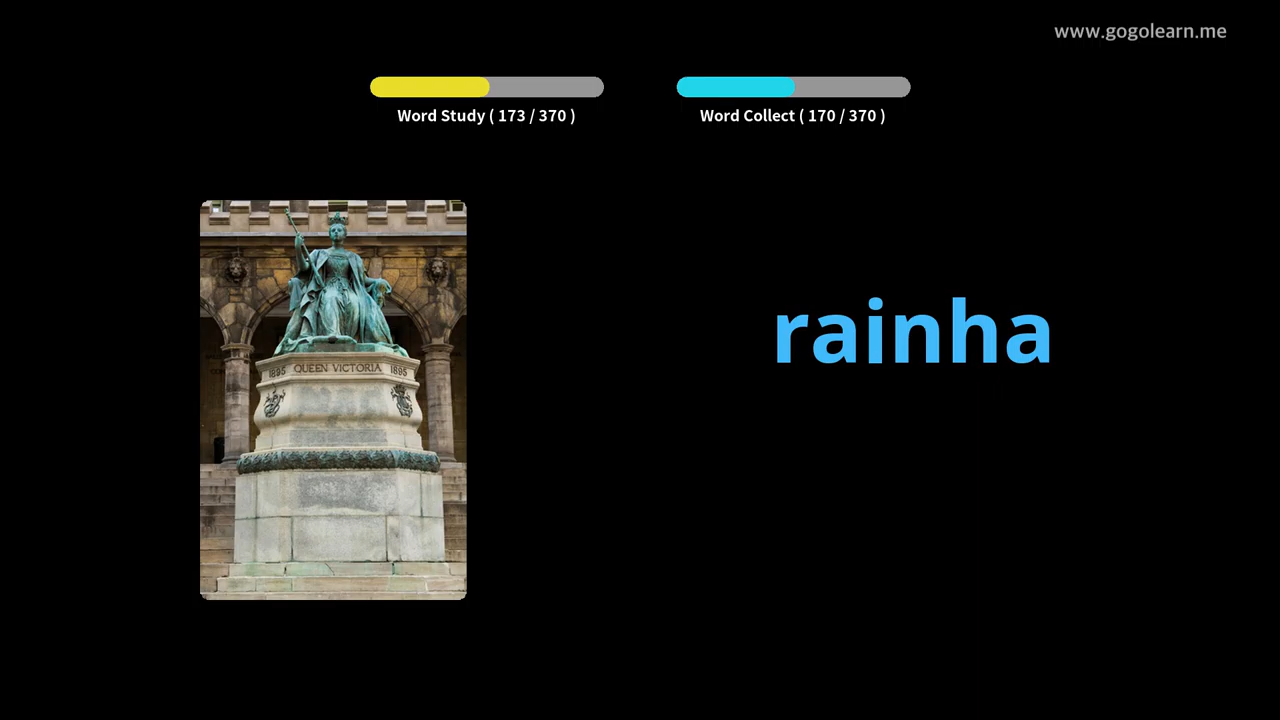 www.gogolearn.me
Word Study ( 173 / 370 )
Word Collect ( 170 / 370 )
1895 QUEEN VICTORIA 1895
rainha